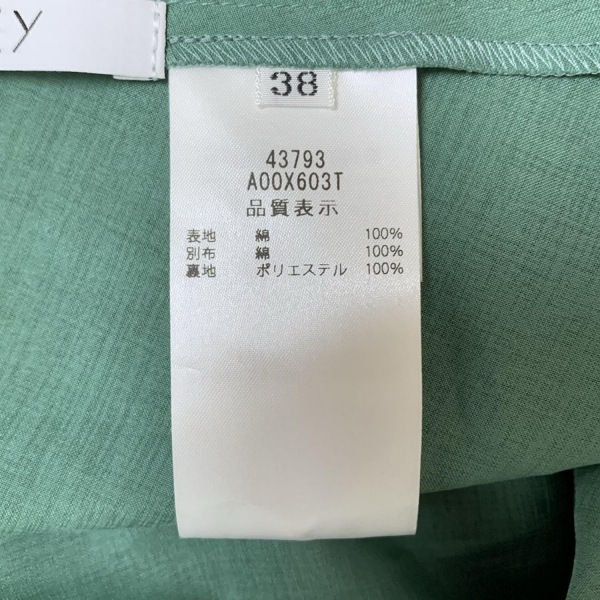 y
38
43793
A00X603T
品質表示
表地 綿 100%
別布 綿 100%
裏地 ポリエステル 100%